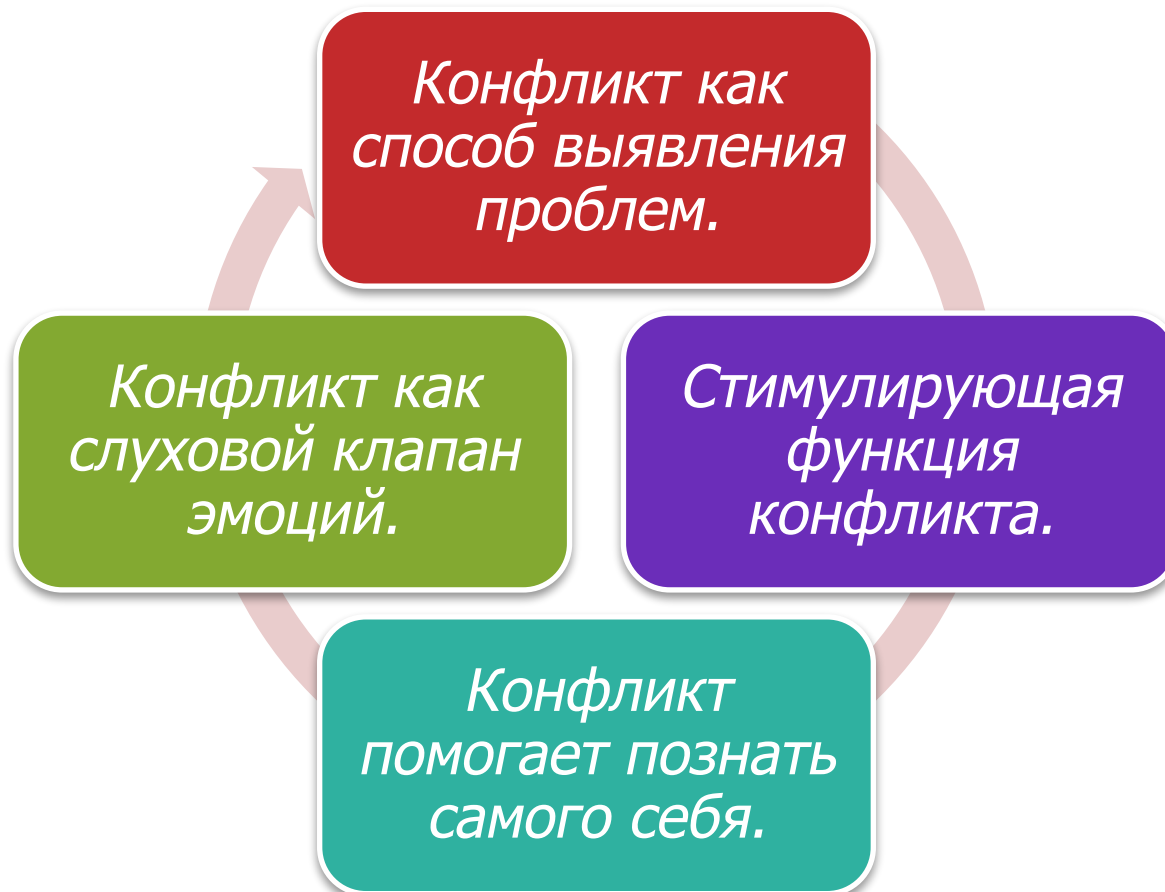 Конфликт как
способ выявления
проблем.
Конфликт как
слуховой клапан
эмоций.
Стимулирующая
функция
конфликта.
Конфликт
помогает познать
самого себя.